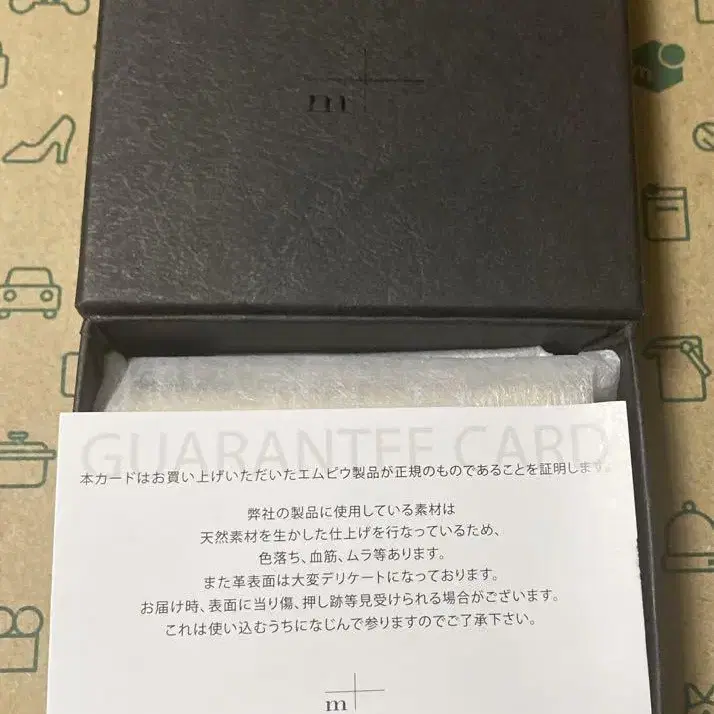 m
GUARANTEE CARD
本カードはお買い上げいただいたエムピウ製品が正規のものであることを証明します。
弊社の製品に使用している素材は
天然素材を生かした仕上げを行なっているため、
色落ち、血筋、ムラ等あります。
また革表面は大変デリケートになっております。
お届け時、表面に当り傷、押し跡等見受けられる場合がございます。
これは使い込むうちになじんで参りますのでご了承下さい。
m